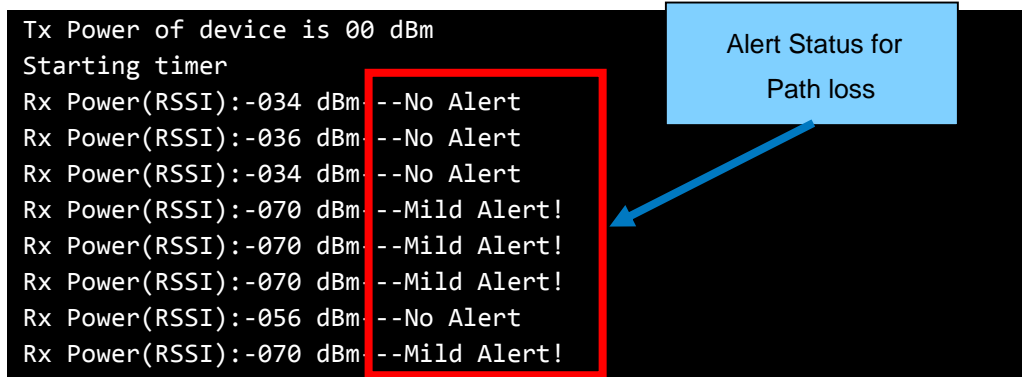 Tx Power of device is 00 dBm
Starting timer
Rx Power(RSSI):-034 dBm---No Alert
Rx Power(RSSI):-036 dBm---No Alert
Rx Power(RSSI):-034 dBm---No Alert
Rx Power(RSSI):-070 dBm---Mild Alert!
Rx Power(RSSI):-070 dBm---Mild Alert!
Rx Power(RSSI):-070 dBm---Mild Alert!
Rx Power(RSSI):-056 dBm---No Alert
Rx Power(RSSI):-070 dBm---Mild Alert!
Alert Status for
Path loss